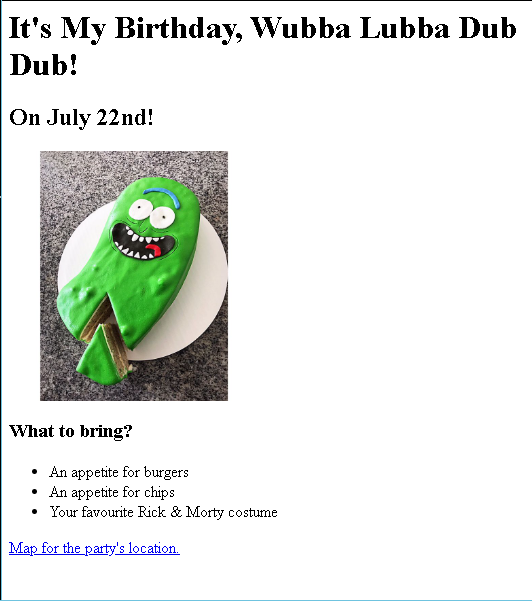 It's My Birthday, Wubba Lubba Dub
Dub!
On July 22nd!
What to bring?
An appetite for burgers
An appetite for chips
Your favourite Rick & Morty costume
Map for the party's location.